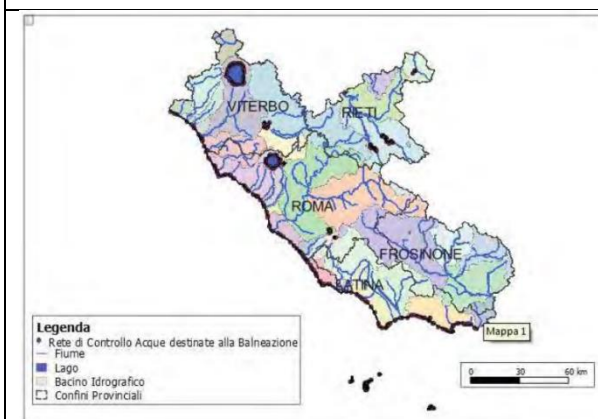 VITERBO
RIETI
ROMA
FROSINONE
LATINA
Mappa 1
Legenda
Rete di Controllo Acque destinate alla Balneazione
Fiume
Lago
Bacino Idrografico
Confini Provinciali
0 30 60 km